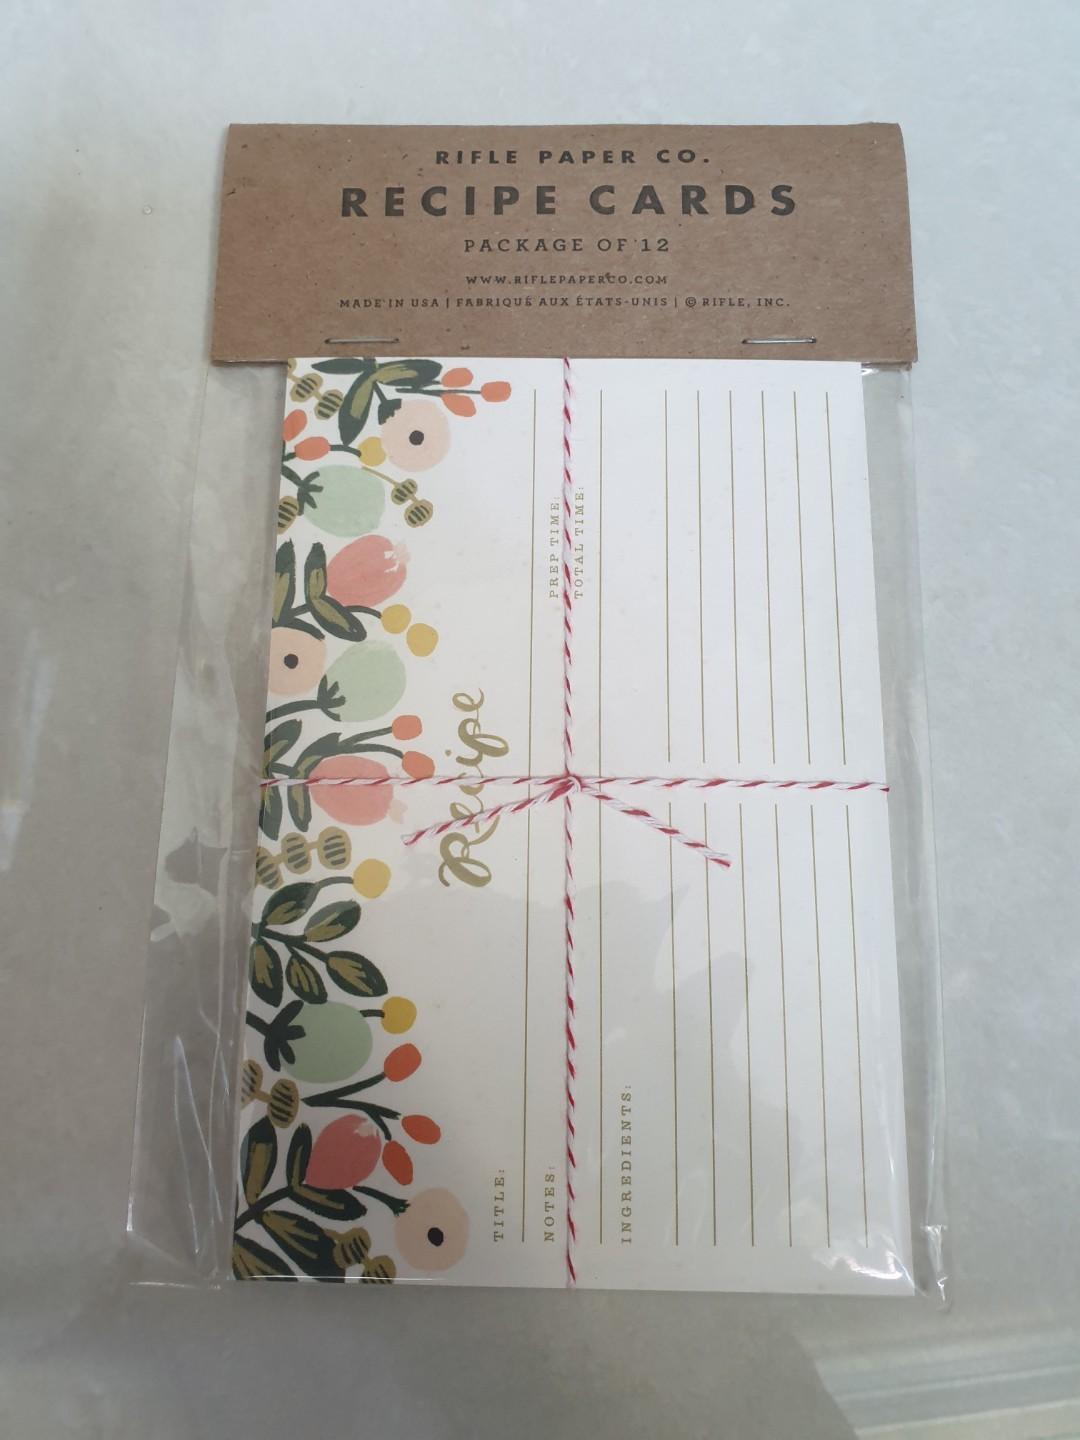 RIFLE PAPER CO.
RECIPE CARDS
PACKAGE OF 12
WWW.RIFLEPAPERCO.COM
MADE IN USA | FABRIQUÉ AUX ÉTATS-UNIS | © RIFLE, INC.
Recipe
TITLE:
NOTES:
PREP TIME:
TOTAL TIME:
INGREDIENTS: